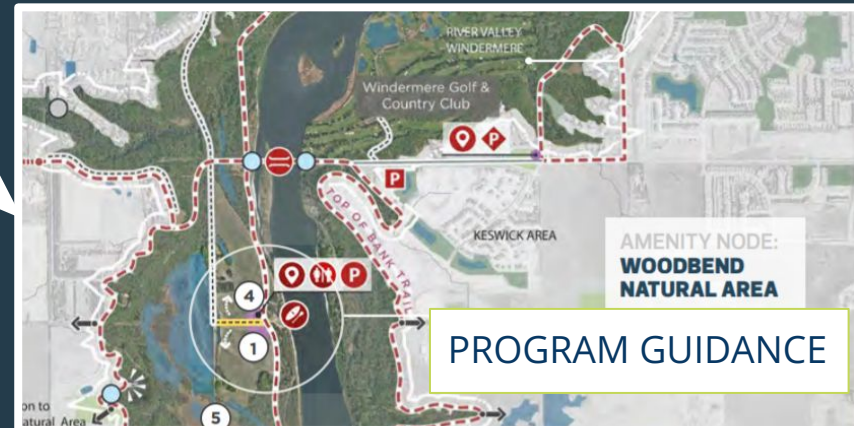 RIVER VALLEY
WINDERMERE
Windermere Golf &
Country Club
P
P
TOP OF BANK TRAIL
KESWICK AREA
AMENITY NODE:
WOODBEND
NATURAL AREA
P
4
1
PROGRAM GUIDANCE
5
on to
atural Area